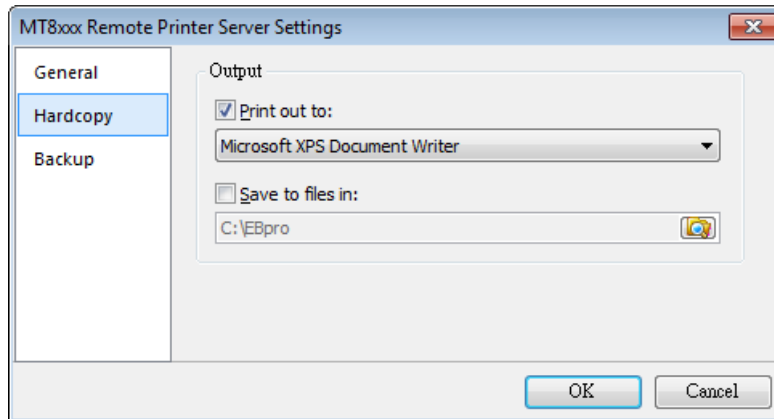 MT8xxx Remote Printer Server Settings
General
Hardcopy
Backup
Output
Print out to:
Microsoft XPS Document Writer
Save to files in:
C:\EBpro
OK
Cancel